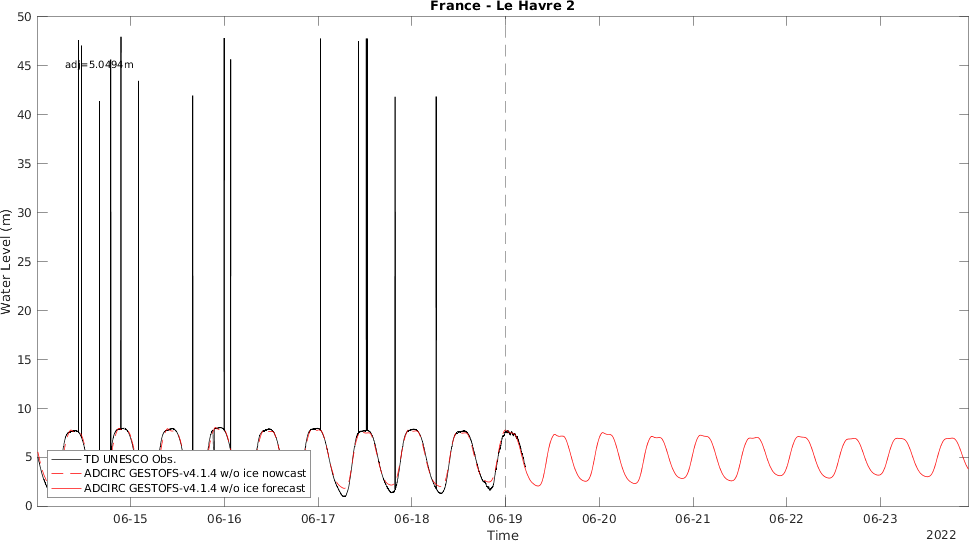 France - Le Havre 2
50
45
40
35
30
25
20
15
10
5
0
Water Level (m)
adj=5.0494m
TD UNESCO Obs.
ADCIRC GESTOFS-v4.1.4 w/o ice nowcast
ADCIRC GESTOFS-v4.1.4 w/o ice forecast
06-15 06-16 06-17 06-18 06-19 06-20 06-21 06-22 06-23
Time
2022